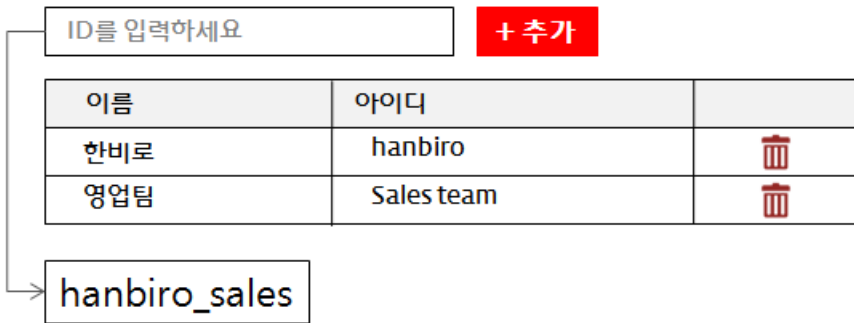 ID를 입력하세요
+ 추가
이름 아이디
한비로 hanbiro
영업팀 Sales team
hanbiro_sales